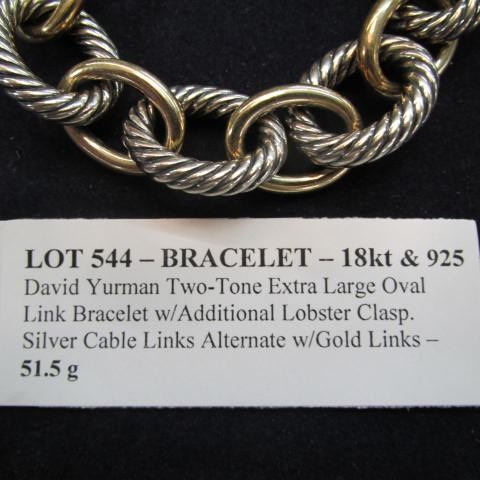 LOT 544 – BRACELET – 18kt & 925
David Yurman Two-Tone Extra Large Oval
Link Bracelet w/Additional Lobster Clasp.
Silver Cable Links Alternate w/Gold Links –
51.5 g